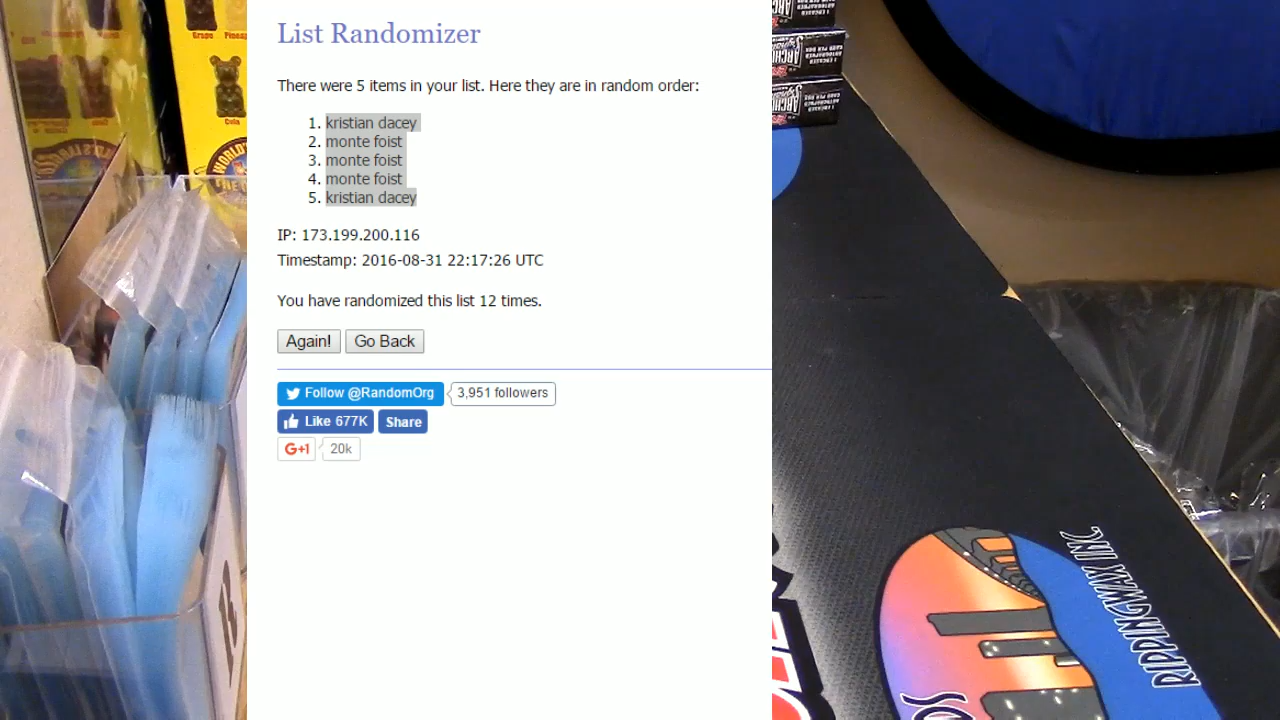 List Randomizer
There were 5 items in your list. Here they are in random order:
1. kristian dacey
2. monte foist
3. monte foist
4. monte foist
5. kristian dacey
IP: 173.199.200.116
Timestamp: 2016-08-31 22:17:26 UTC
You have randomized this list 12 times.
Again! Go Back
Follow @RandomOrg 3,951 followers
Like 677K Share
G+1 20k
Grape
Cola
WORLD'S
RIPPINGWAX INC.